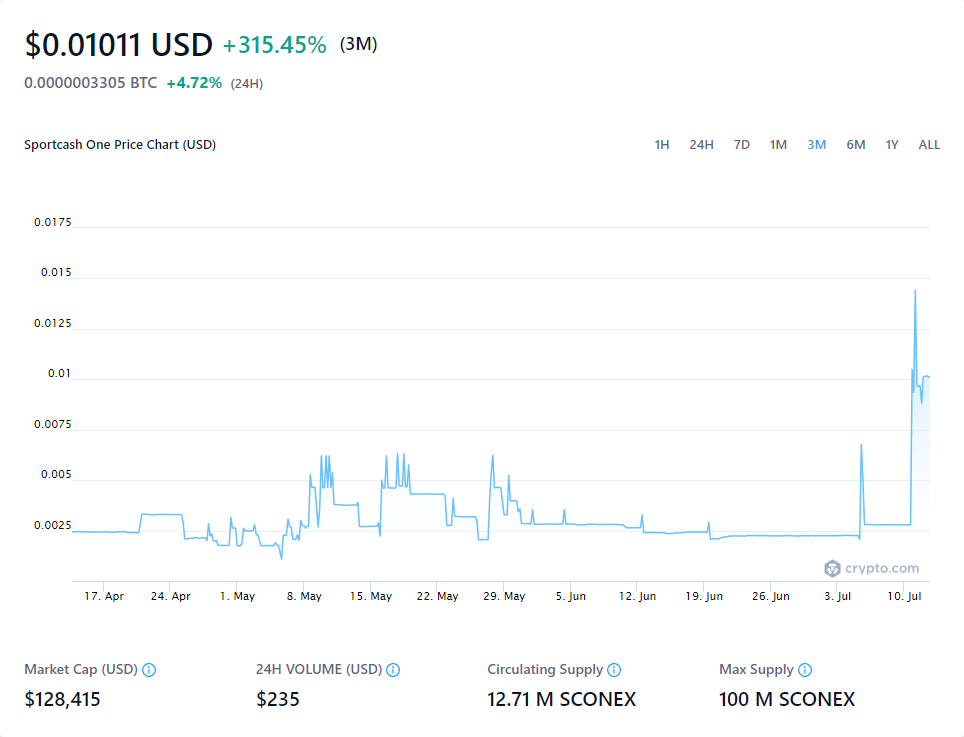 $0.01011 USD +315.45% (3M)
0.0000003305 BTC +4.72% (24H)
Sportcash One Price Chart (USD) 1H 24H 7D 1M 3M 6M 1Y ALL
0.0175
0.015
0.0125
0.01
0.0075
0.005
0.0025
crypto.com
17. Apr 24. Apr 1. May 8. May 15. May 22. May 29. May 5. Jun 12. Jun 19. Jun 26. Jun 3. Jul 10. Jul
Market Cap (USD) 24H VOLUME (USD) Circulating Supply Max Supply
$128,415 $235 12.71 M SCONEX 100 M SCONEX